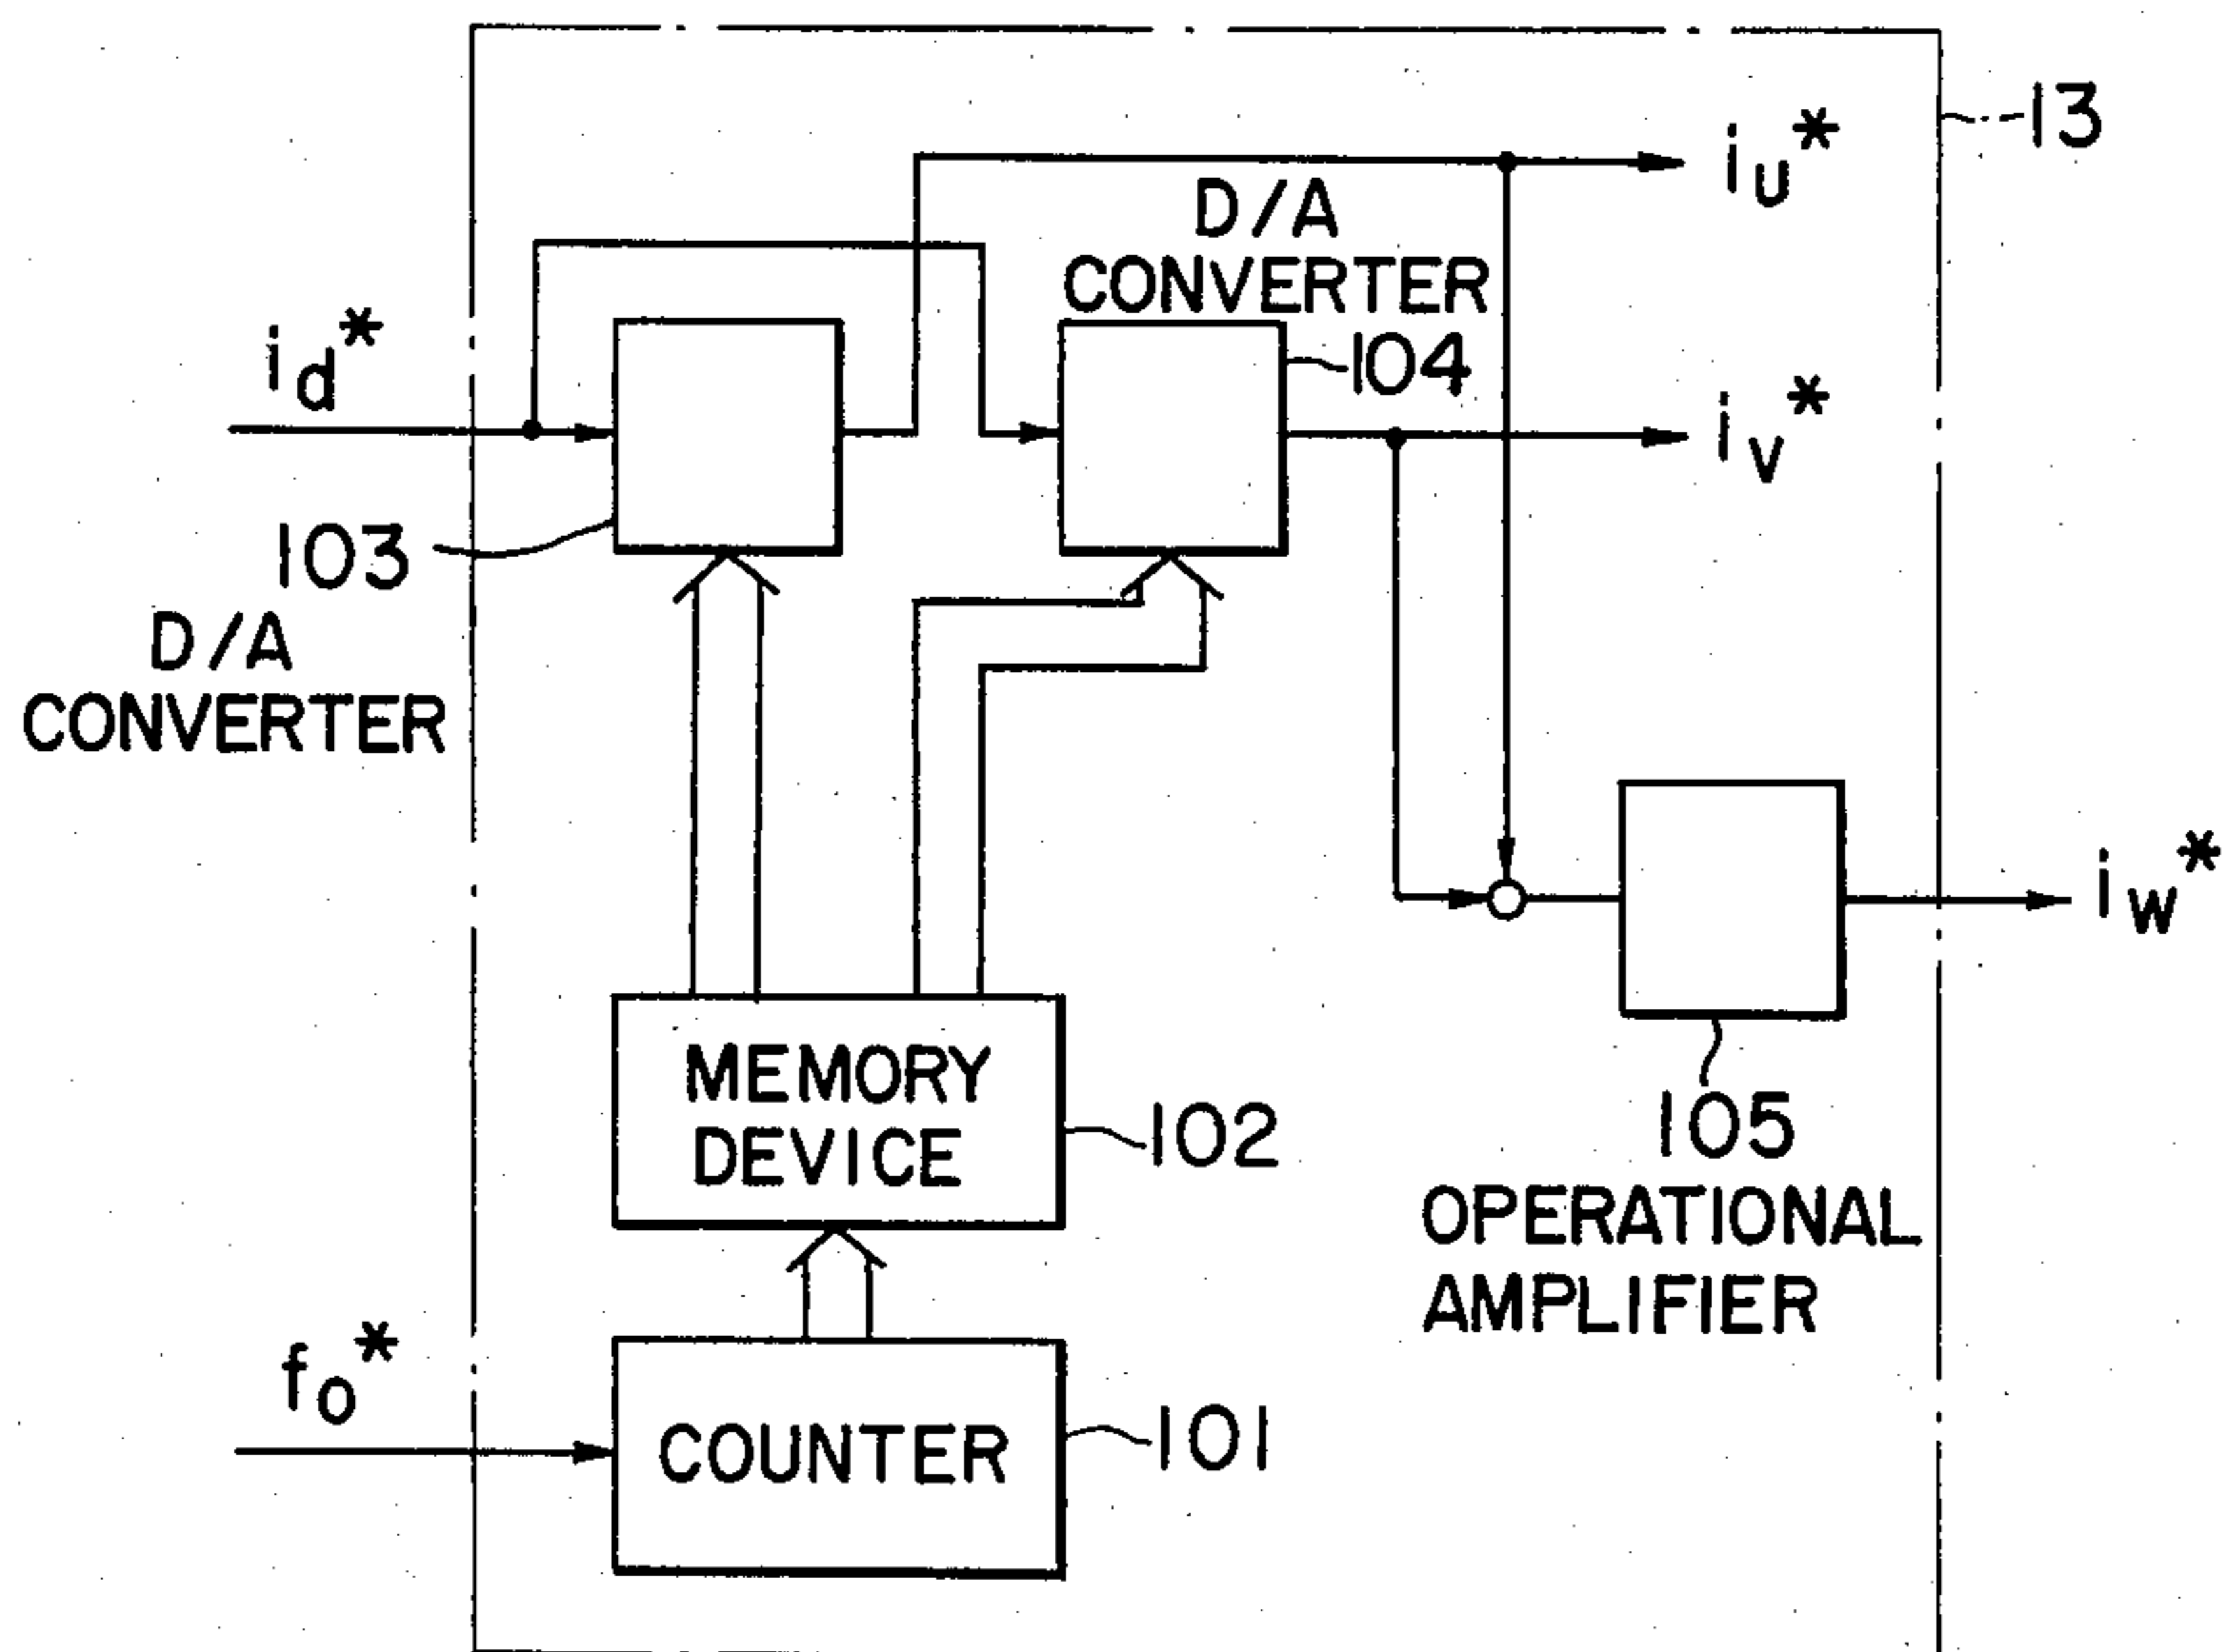 13
iU*
D/A
CONVERTER
104
id*
iV*
103
D/A
CONVERTER
iW*
MEMORY
DEVICE
102
105
OPERATIONAL
AMPLIFIER
fo*
COUNTER
101